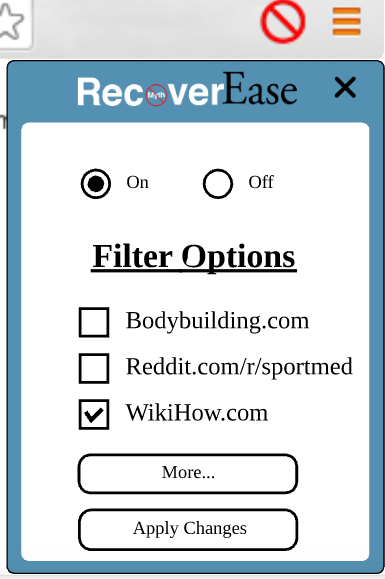 RecoverEase
Myth
On
Off
Filter Options
Bodybuilding.com
Reddit.com/r/sportmed
WikiHow.com
More...
Apply Changes